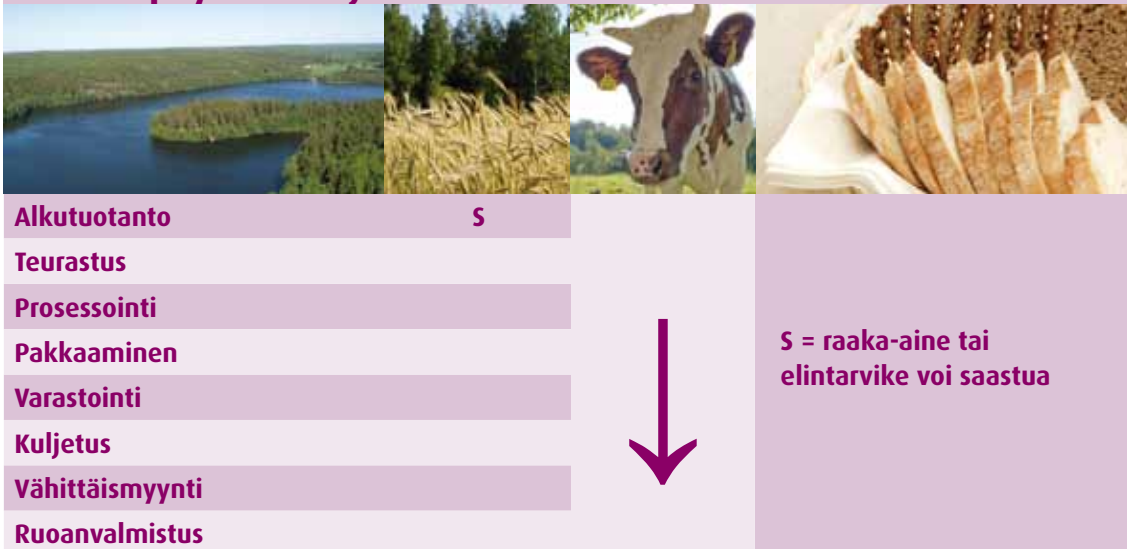 Alkutuotanto S
Teurastus
Prosessointi
Pakkaaminen
Varastointi
Kuljetus
Vähittäismyynti
Ruoanvalmistus
S = raaka-aine tai
elintarvike voi saastua